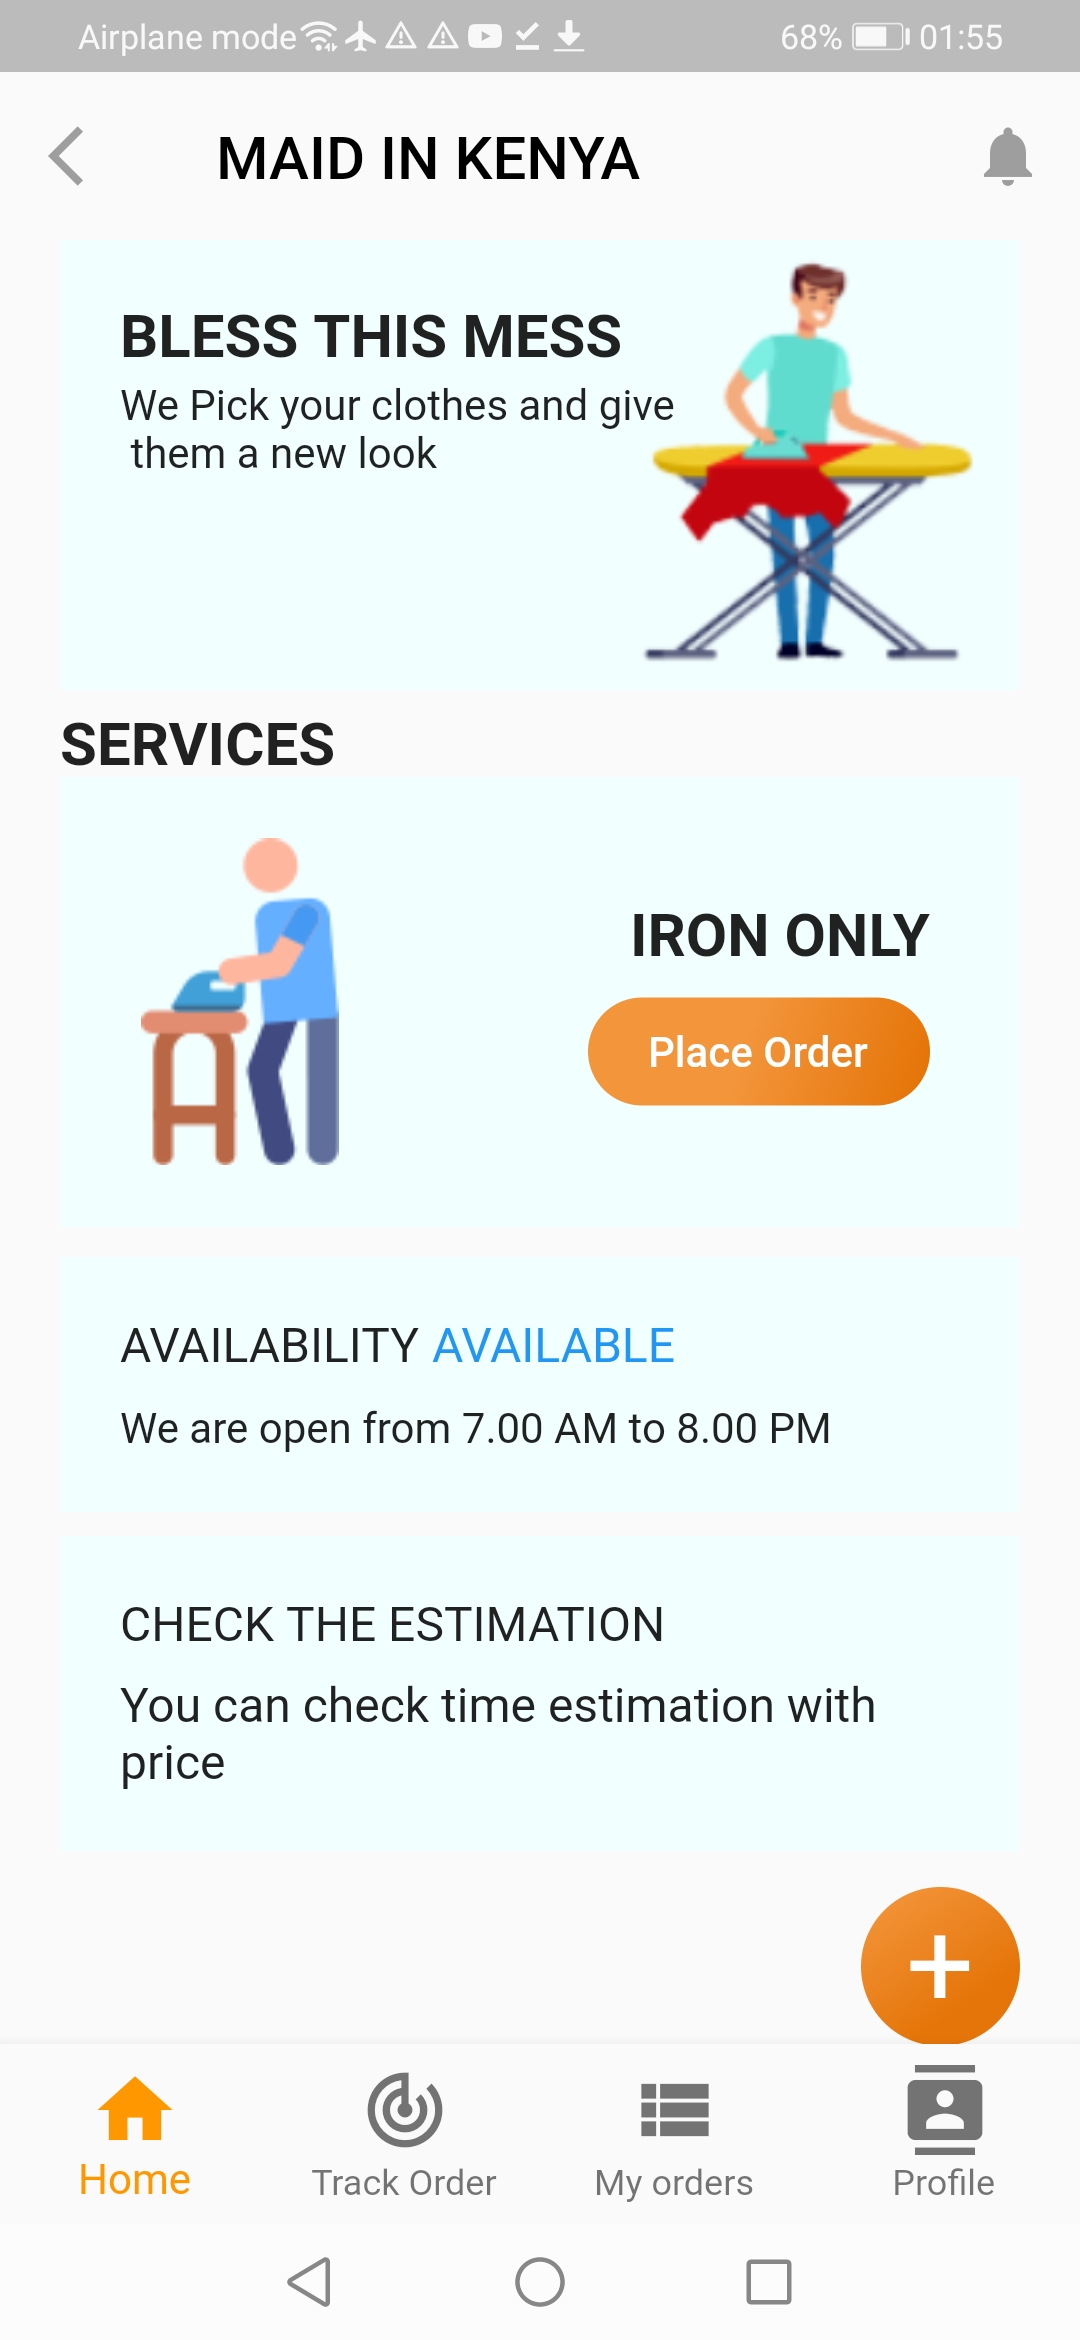 Airplane mode 68% 01:55
MAID IN KENYA
BLESS THIS MESS
We Pick your clothes and give
them a new look
SERVICES
IRON ONLY
Place Order
AVAILABILITY AVAILABLE
We are open from 7.00 AM to 8.00 PM
CHECK THE ESTIMATION
You can check time estimation with
price
Home Track Order My orders Profile